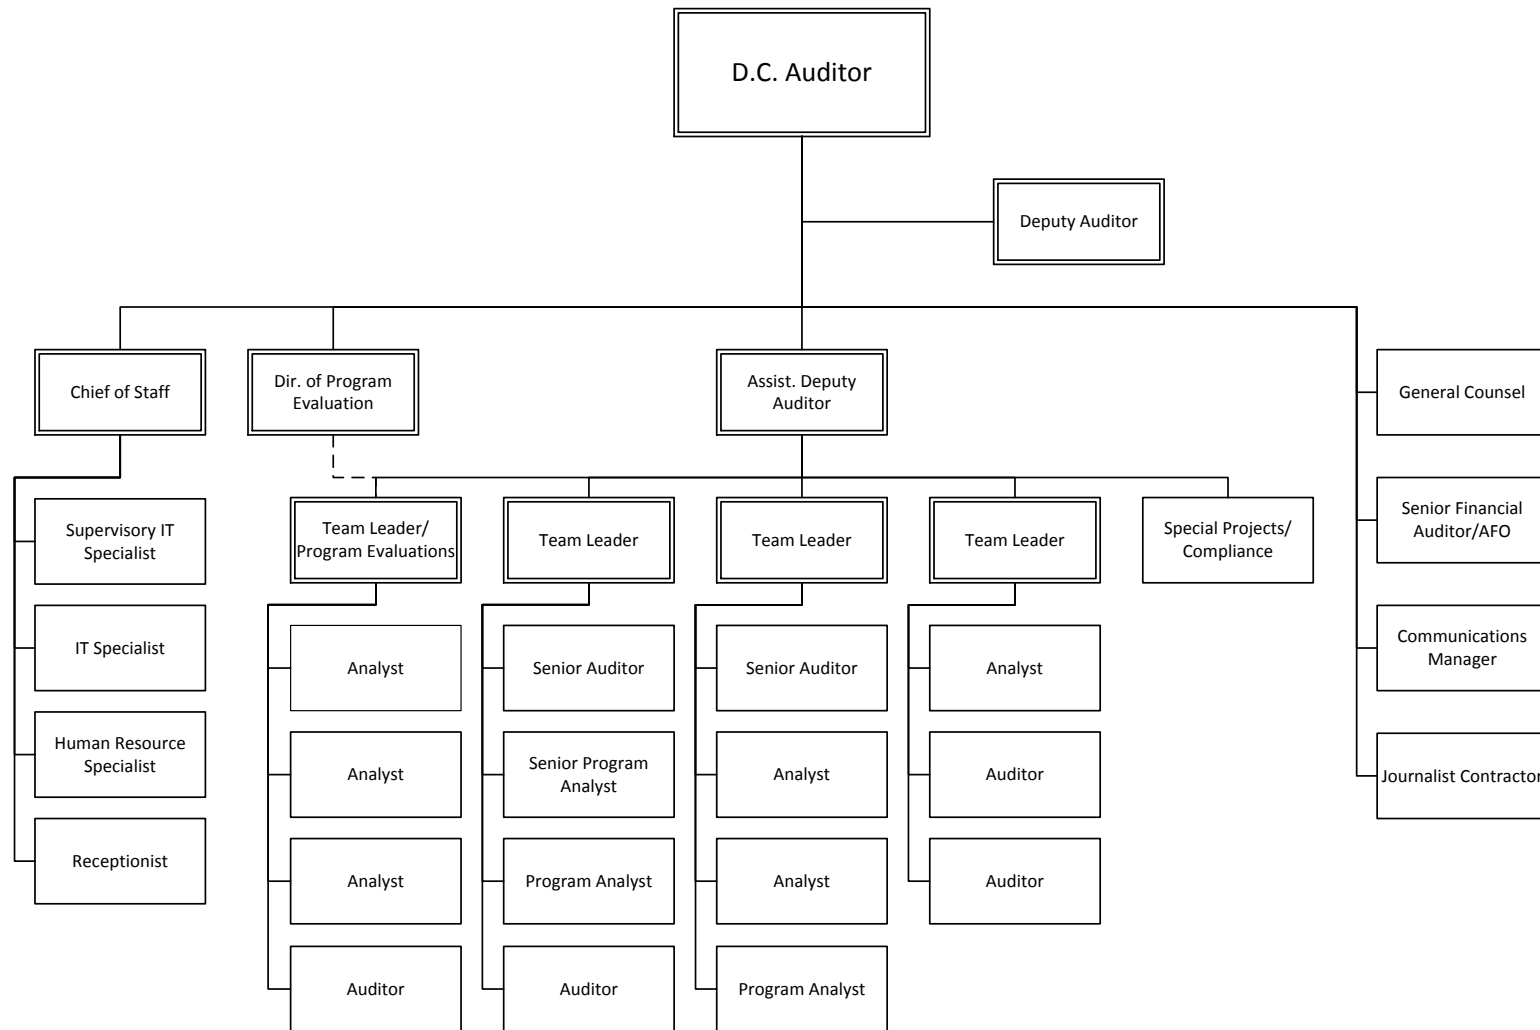 D.C. Auditor
Deputy Auditor
Chief of Staff
Dir. of Program
Evaluation
Assist. Deputy
Auditor
General Counsel
Supervisory IT
Specialist
Team Leader/
Program Evaluations
Team Leader
Team Leader
Team Leader
Special Projects/
Compliance
Senior Financial
Auditor/AFO
IT Specialist
Analyst
Senior Auditor
Senior Auditor
Analyst
Communications
Manager
Human Resource
Specialist
Analyst
Senior Program
Analyst
Analyst
Auditor
Journalist Contractor
Receptionist
Analyst
Program Analyst
Analyst
Auditor
Auditor
Auditor
Program Analyst